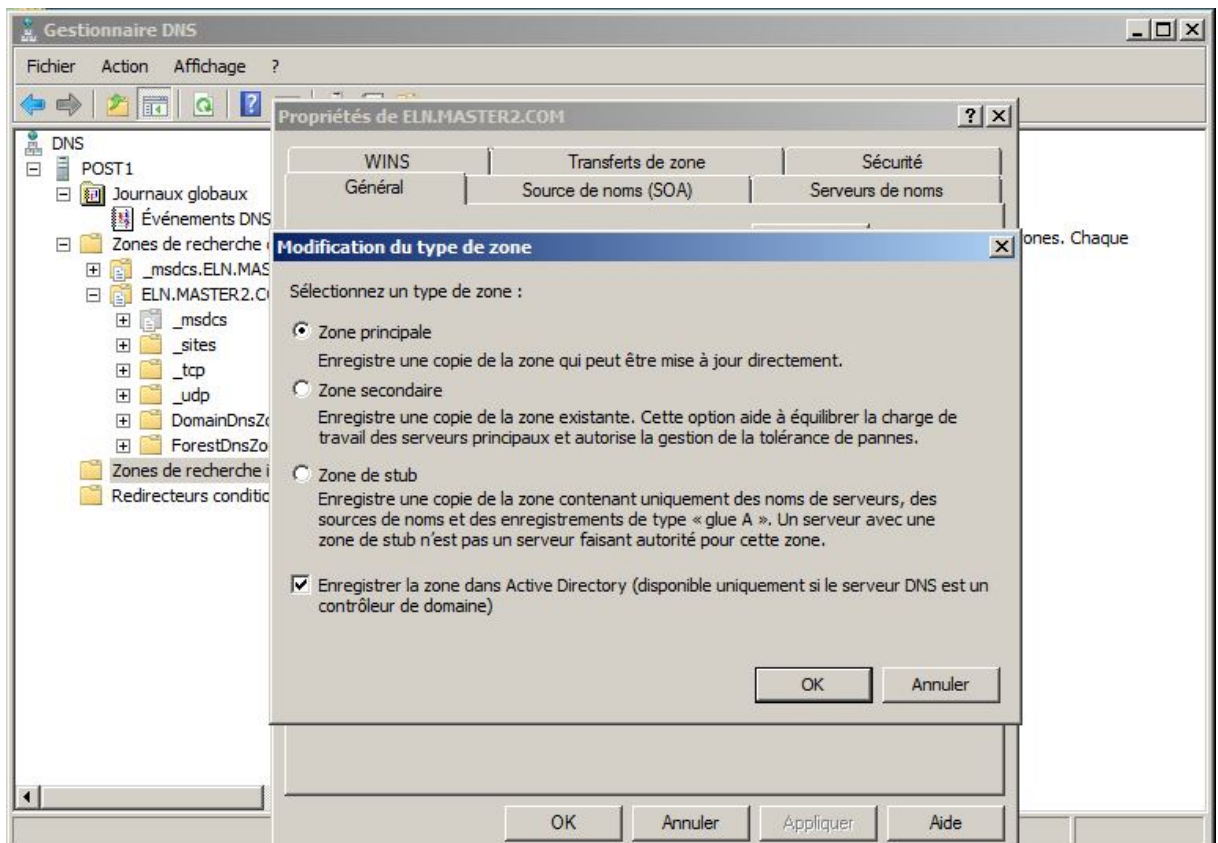 Gestionnaire DNS
Fichier Action Affichage ?
Propriétés de ELN.MASTER2.COM
WINS Transferts de zone Sécurité
Général Source de noms (SOA) Serveurs de noms
DNS
POST1
Journaux globaux
Événements DNS
Zones de recherche
_msdcs.ELN.MAS
ELN.MASTER2.C
_msdcs
_sites
_tcp
_udp
DomainDnsZo
ForestDnsZo
Zones de recherche i
Redirecteurs conditio
ones. Chaque
Modification du type de zone
Sélectionnez un type de zone :
Zone principale
Enregistre une copie de la zone qui peut être mise à jour directement.
Zone secondaire
Enregistre une copie de la zone existante. Cette option aide à équilibrer la charge de
travail des serveurs principaux et autorise la gestion de la tolérance de pannes.
Zone de stub
Enregistre une copie de la zone contenant uniquement des noms de serveurs, des
sources de noms et des enregistrements de type « glue A ». Un serveur avec une
zone de stub n'est pas un serveur faisant autorité pour cette zone.
Enregistrer la zone dans Active Directory (disponible uniquement si le serveur DNS est un
contrôleur de domaine)
OK Annuler
OK Annuler Appliquer Aide